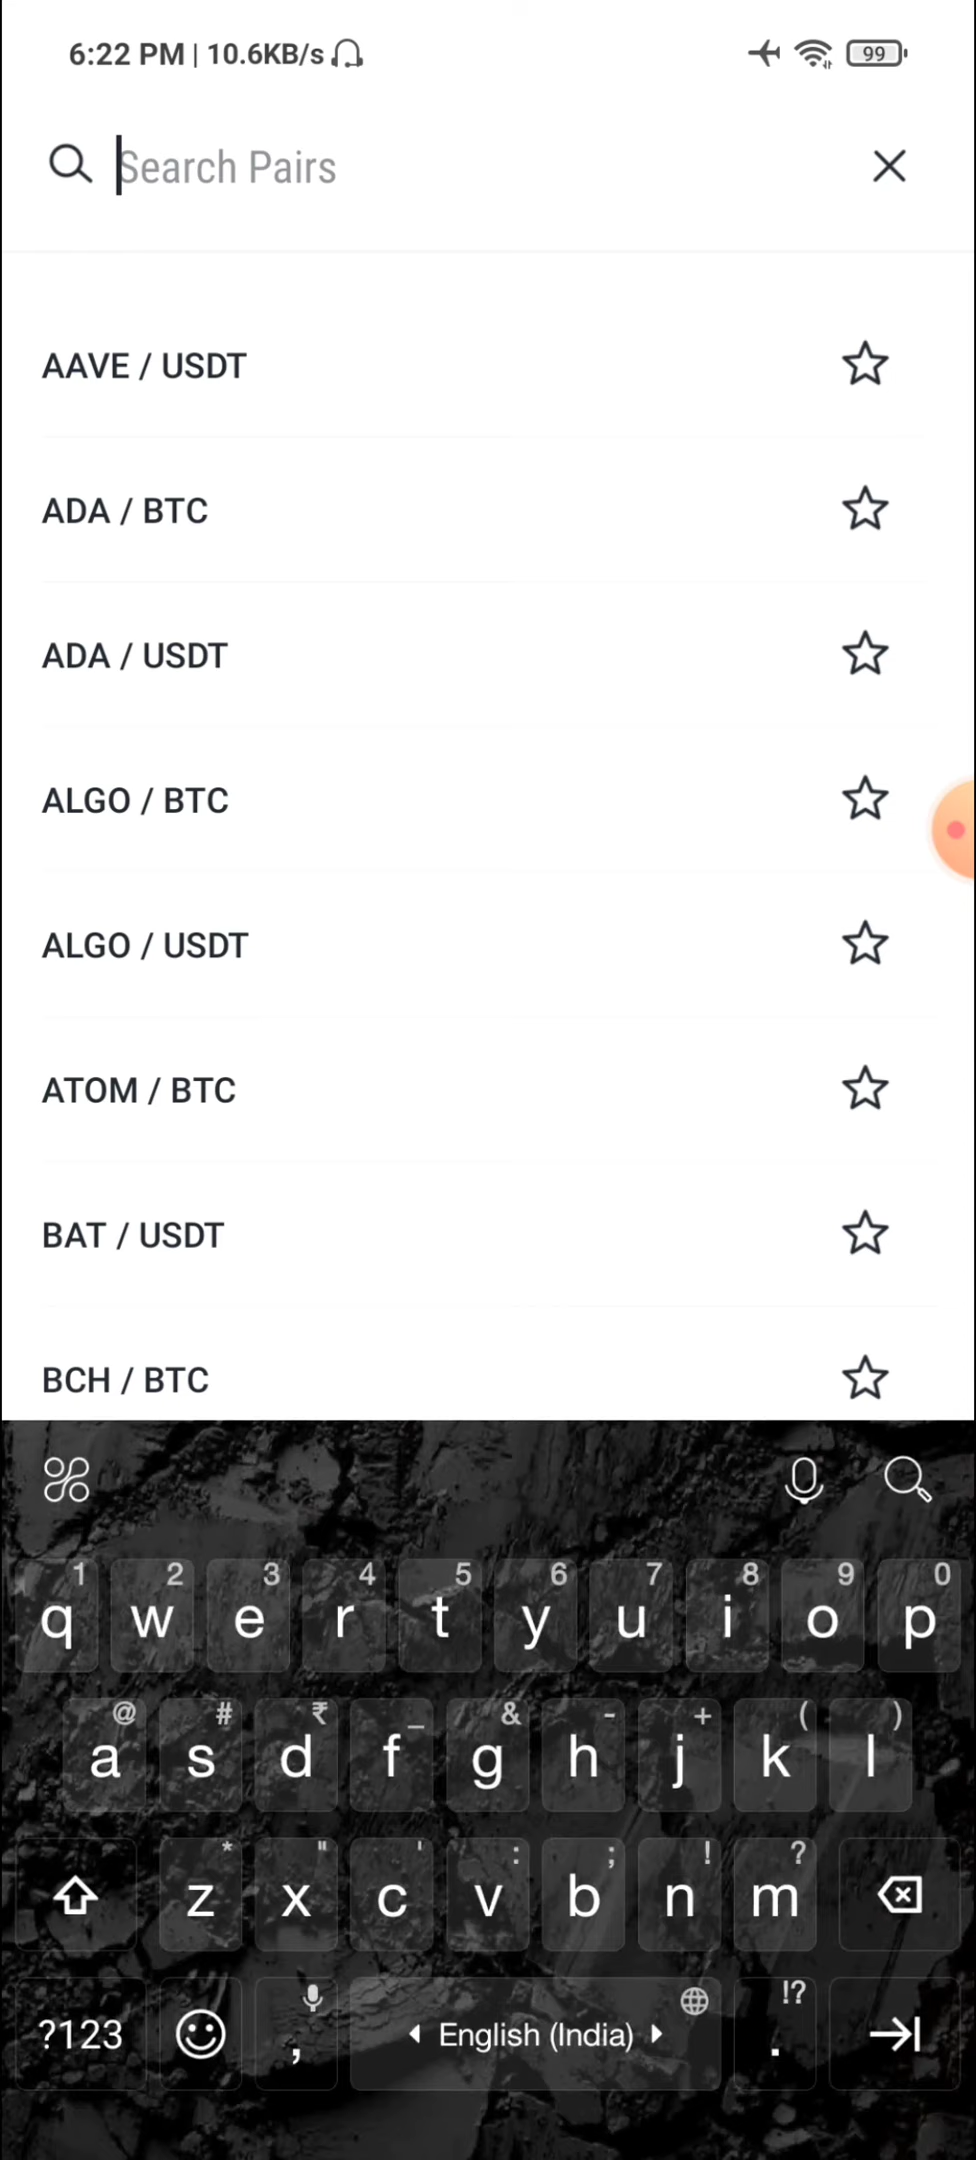 6:22 PM | 10.6KB/s
99
Search Pairs
AAVE / USDT
ADA / BTC
ADA / USDT
ALGO / BTC
ALGO / USDT
ATOM / BTC
BAT / USDT
BCH / BTC
1 2 3 4 5 6 7 8 9 0
q w e r t y u i o p
@ # ₹ _ & - + ( )
a s d f g h j k l
* " ' : ; ! ?
z x c v b n m
!?
?123 , English (India) .